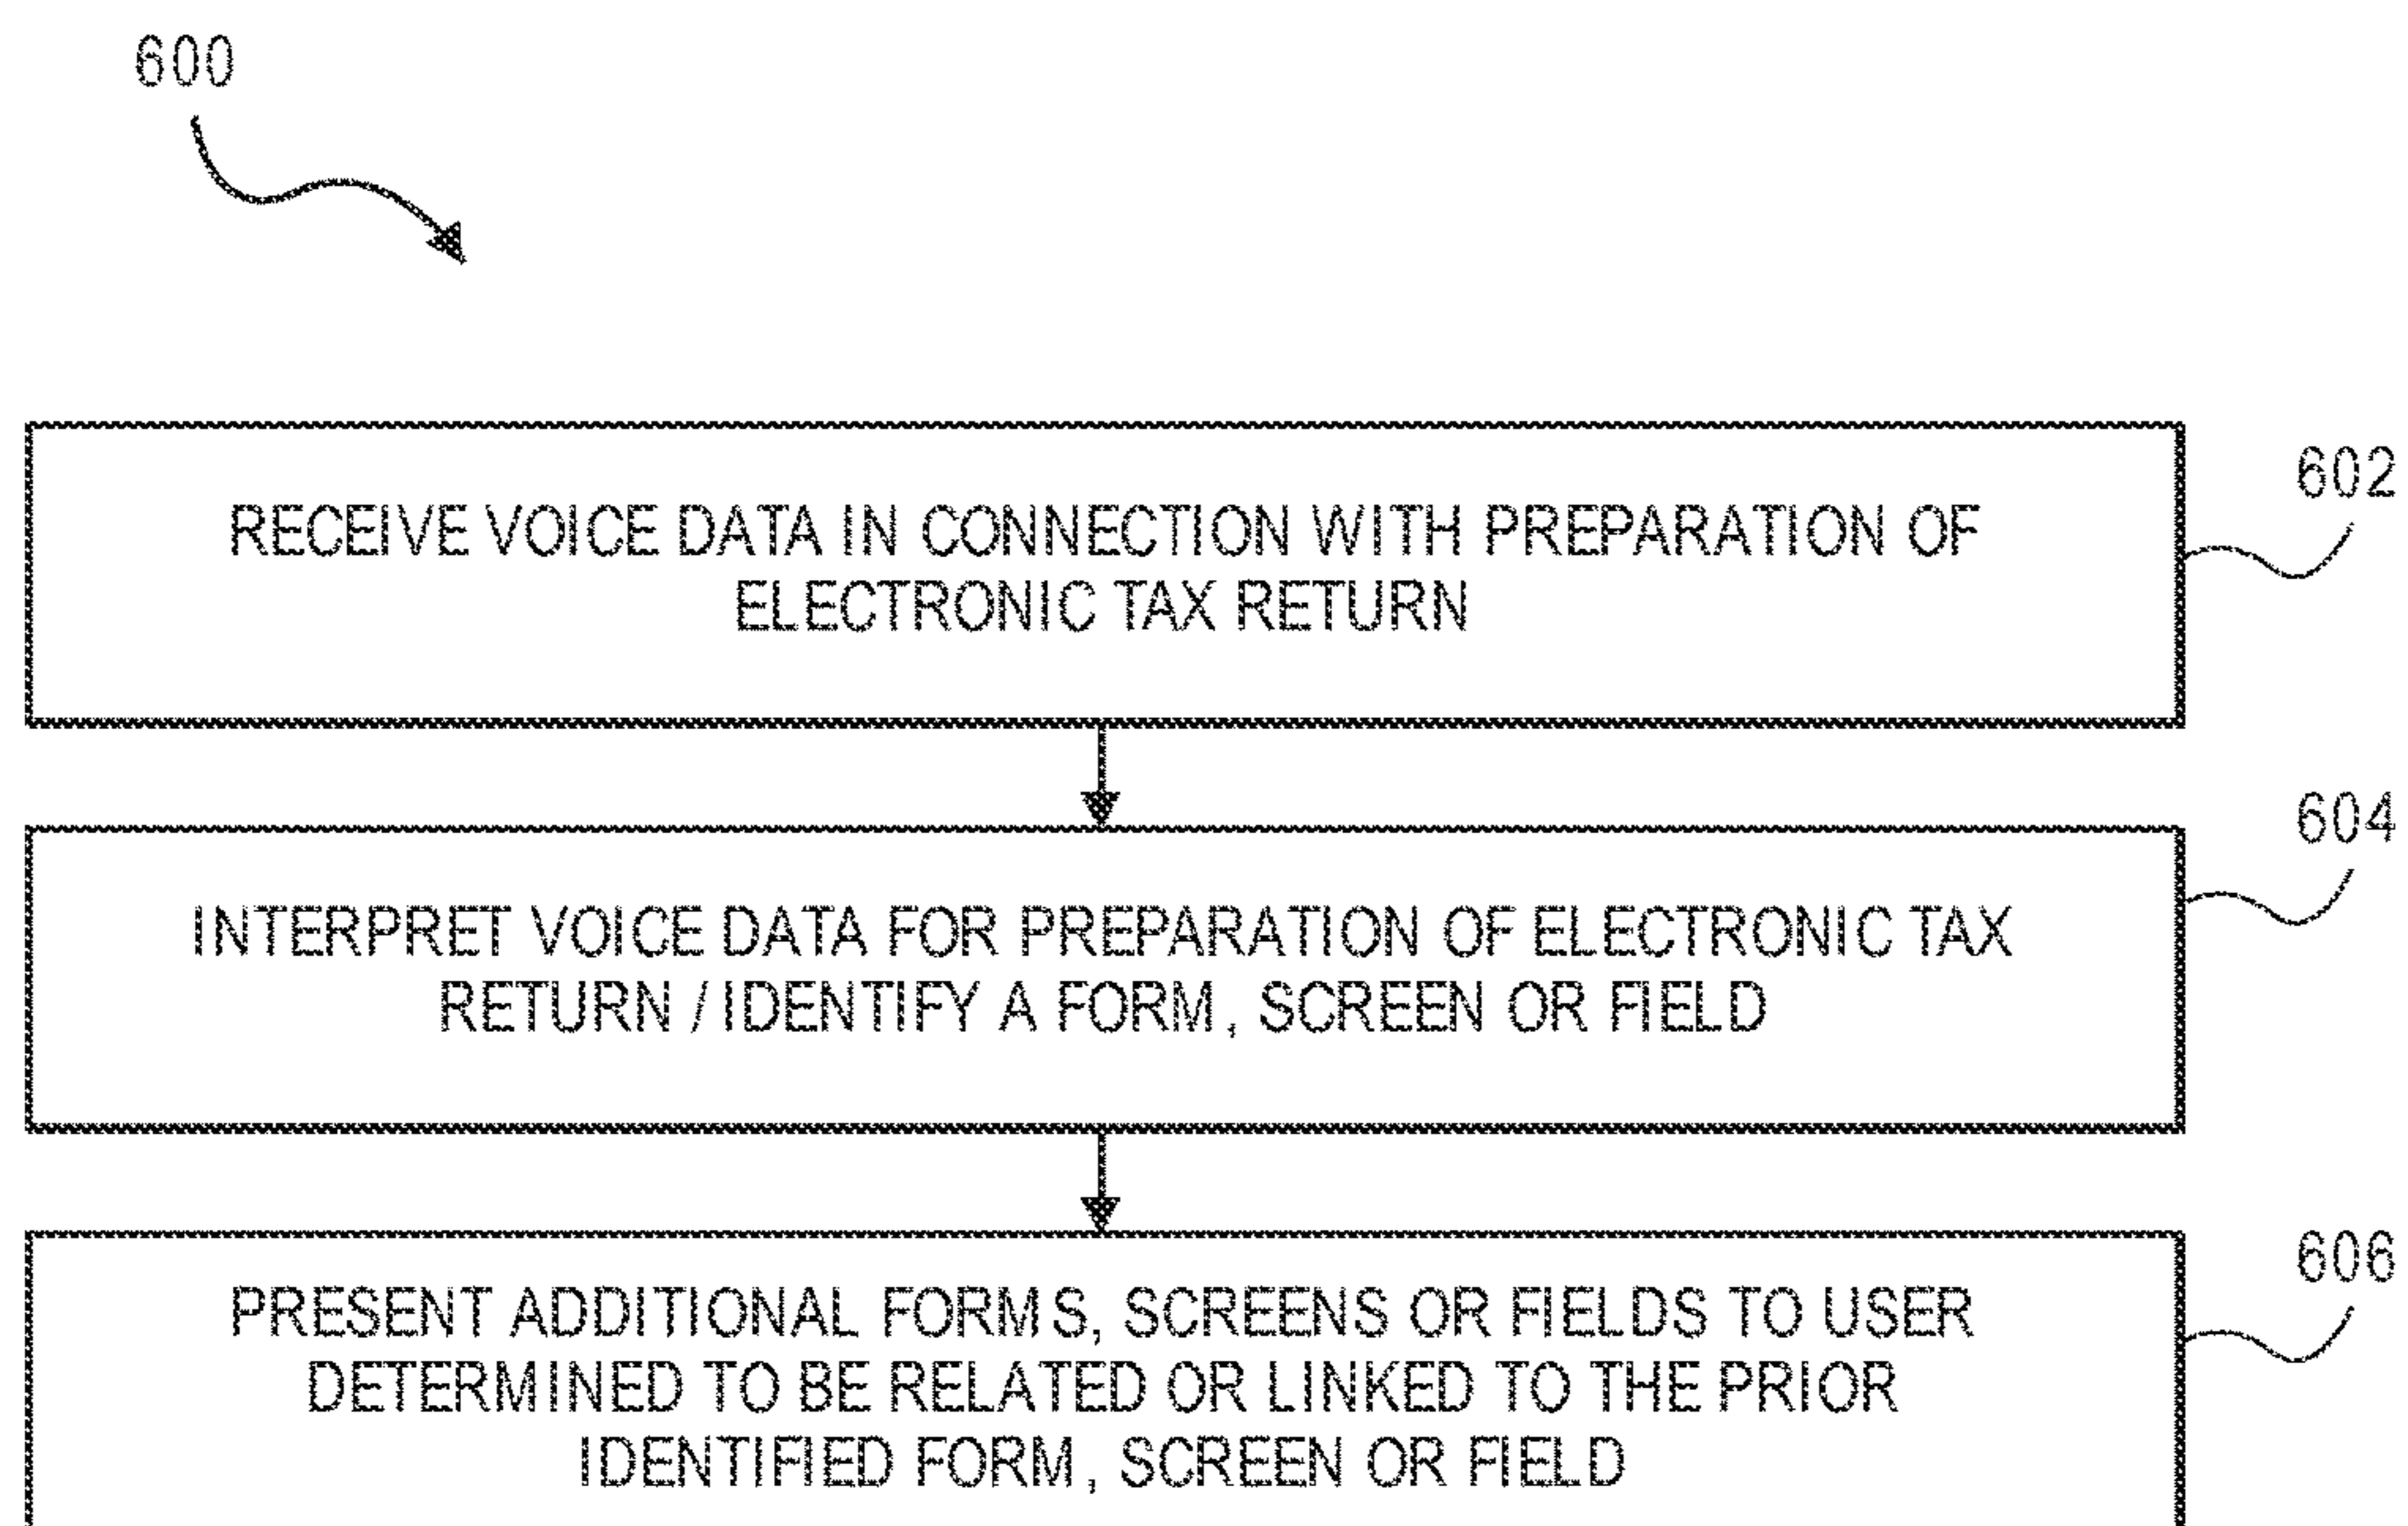 600
602
RECEIVE VOICE DATA IN CONNECTION WITH PREPARATION OF
ELECTRONIC TAX RETURN
604
INTERPRET VOICE DATA FOR PREPARATION OF ELECTRONIC TAX
RETURN / IDENTIFY A FORM, SCREEN OR FIELD
606
PRESENT ADDITIONAL FORMS, SCREENS OR FIELDS TO USER
DETERMINED TO BE RELATED OR LINKED TO THE PRIOR
IDENTIFIED FORM, SCREEN OR FIELD